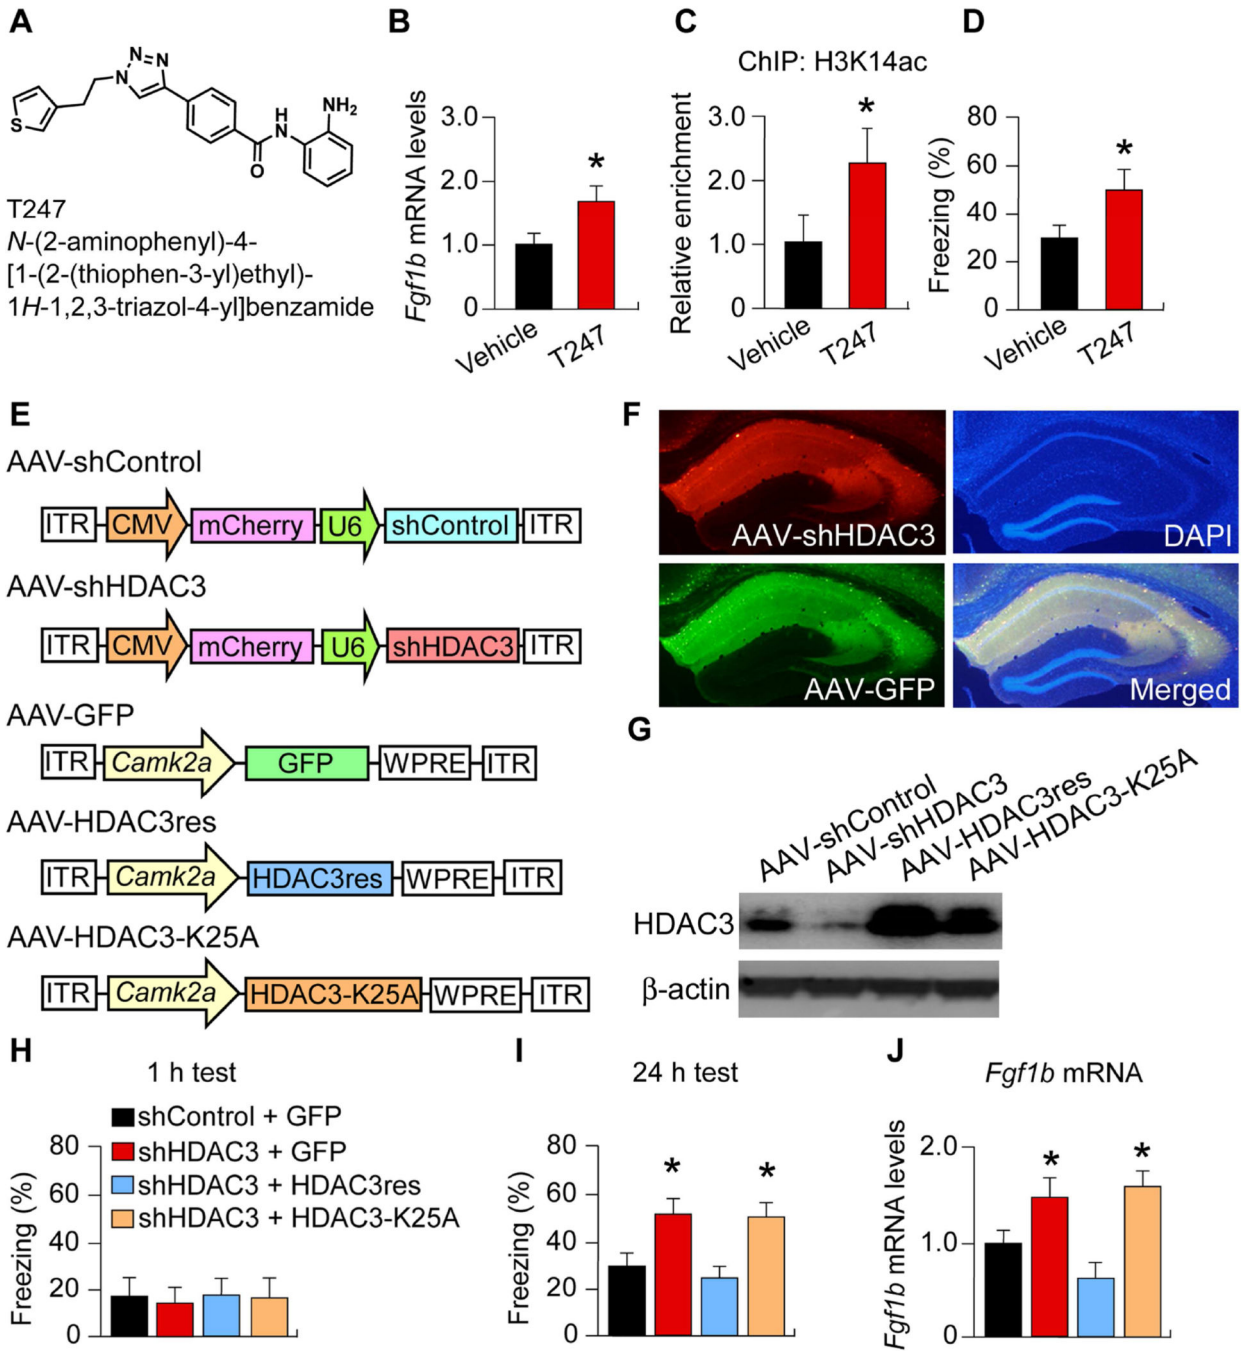 A
N
N
N
S
O
H
N
NH2
T247
N-(2-aminophenyl)-4-
[1-(2-(thiophen-3-yl)ethyl)-
1H-1,2,3-triazol-4-yl]benzamide
B
Fgf1b mRNA levels
3.0
2.0
1.0
0
*
Vehicle
T247
C
ChIP: H3K14ac
Relative enrichment
3.0
2.0
1.0
0
*
Vehicle
T247
D
Freezing (%)
80
60
40
20
0
*
Vehicle
T247
E
AAV-shControl
ITR CMV mCherry U6 shControl ITR
AAV-shHDAC3
ITR CMV mCherry U6 shHDAC3 ITR
AAV-GFP
ITR Camk2a GFP WPRE ITR
AAV-HDAC3res
ITR Camk2a HDAC3res WPRE ITR
AAV-HDAC3-K25A
ITR Camk2a HDAC3-K25A WPRE ITR
F
AAV-shHDAC3
DAPI
AAV-GFP
Merged
G
AAV-shControl
AAV-shHDAC3
AAV-HDAC3res
AAV-HDAC3-K25A
HDAC3
β-actin
H
1 h test
shControl + GFP
shHDAC3 + GFP
shHDAC3 + HDAC3res
shHDAC3 + HDAC3-K25A
Freezing (%)
80
60
40
20
0
I
24 h test
Freezing (%)
80
60
40
20
0
*
*
J
Fgf1b mRNA
Fgf1b mRNA levels
2.0
1.0
0
*
*